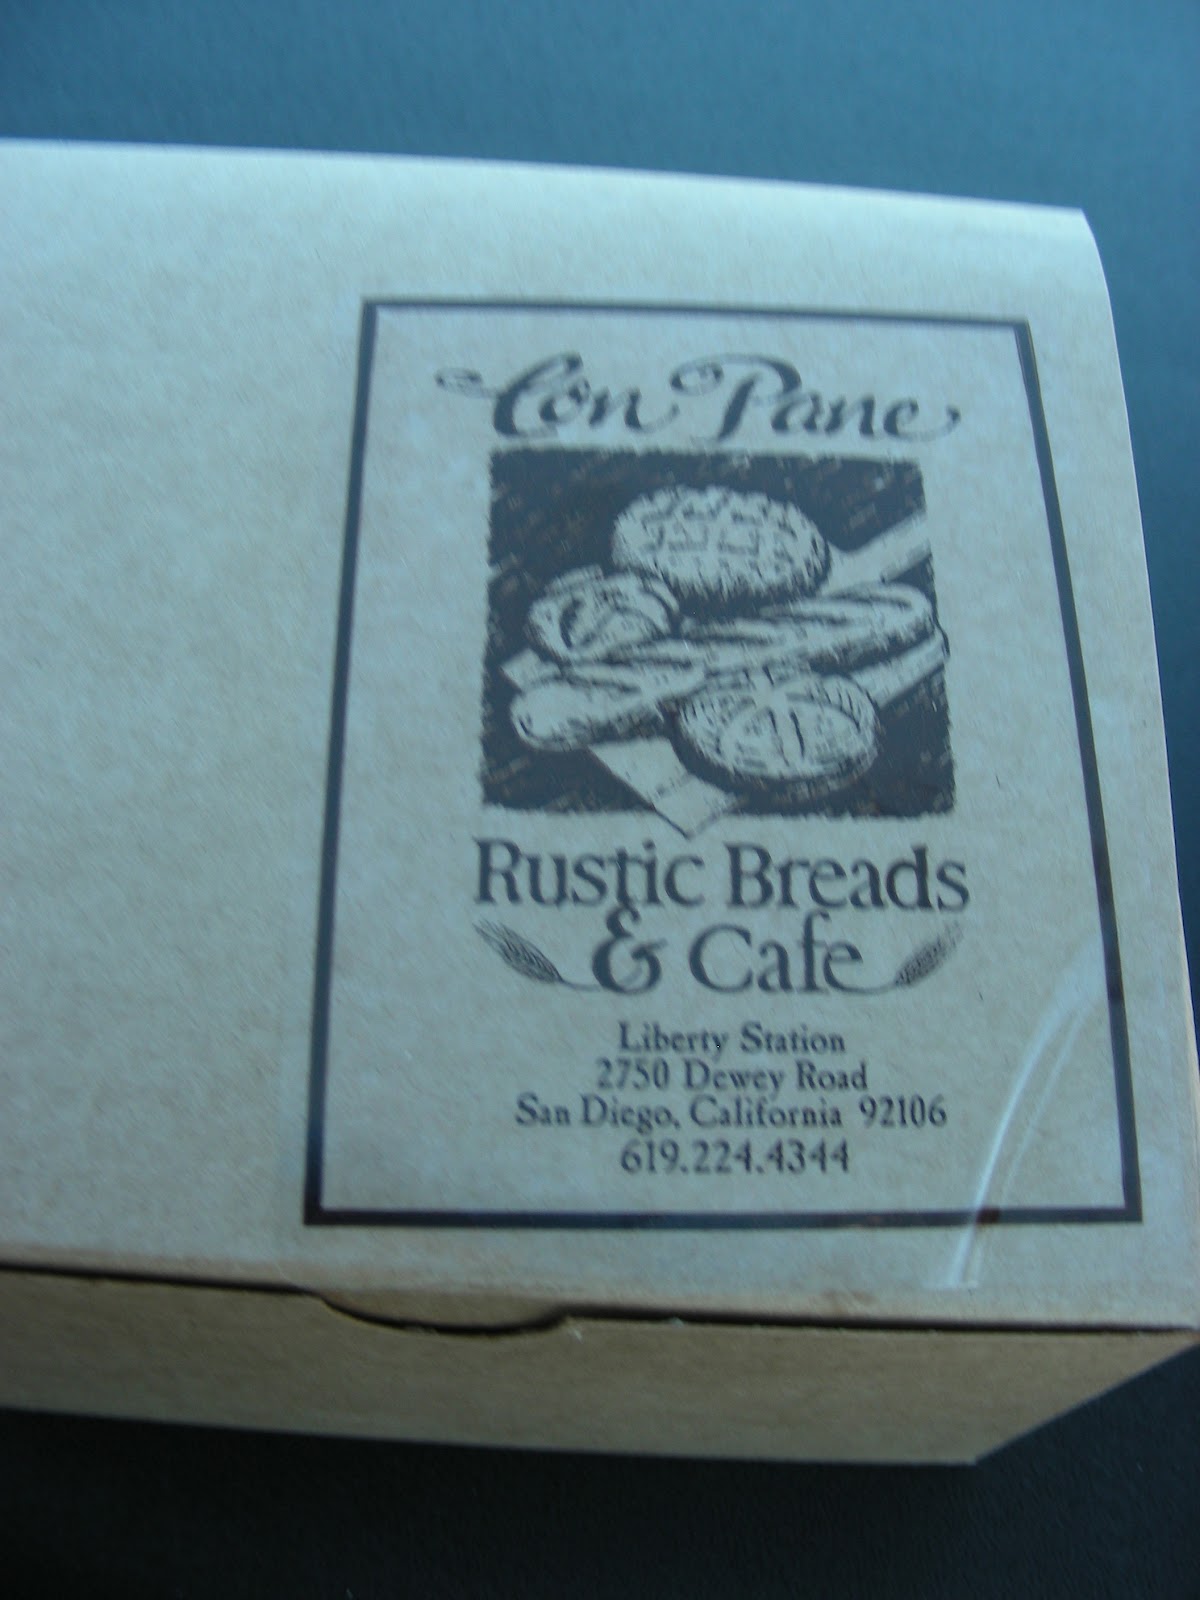 Con Pane
Rustic Breads
& Cafe
Liberty Station
2750 Dewey Road
San Diego, California 92106
619.224.4344